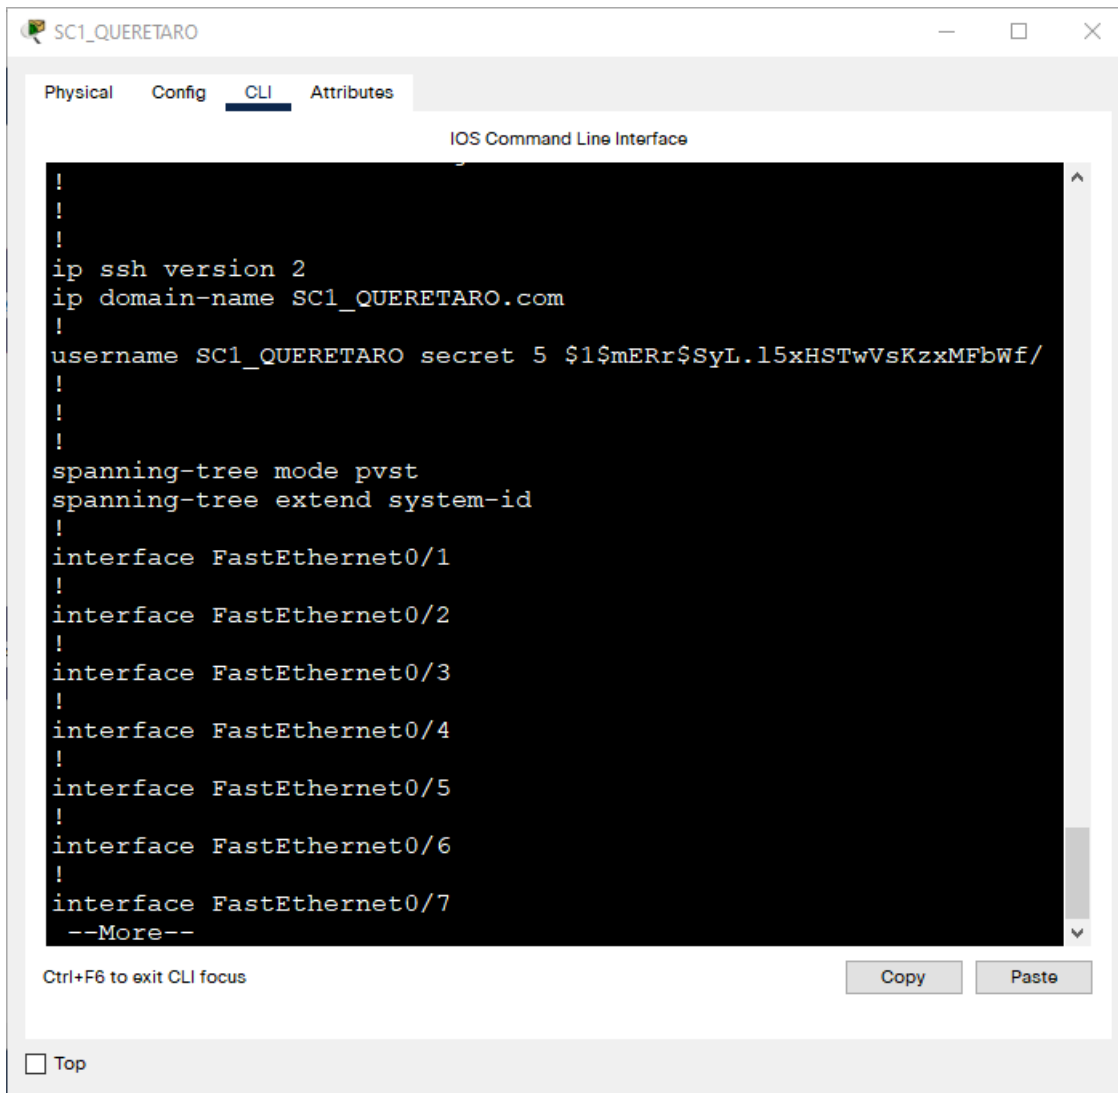 SC1_QUERETARO
Physical Config CLI Attributes
IOS Command Line Interface
!
!
!
ip ssh version 2
ip domain-name SC1_QUERETARO.com
!
username SC1_QUERETARO secret 5 $1$mERr$SyL.l5xHSTwVsKzxMFbWf/
!
!
!
spanning-tree mode pvst
spanning-tree extend system-id
!
interface FastEthernet0/1
!
interface FastEthernet0/2
!
interface FastEthernet0/3
!
interface FastEthernet0/4
!
interface FastEthernet0/5
!
interface FastEthernet0/6
!
interface FastEthernet0/7
--More--
Ctrl+F6 to exit CLI focus
Copy Paste
Top